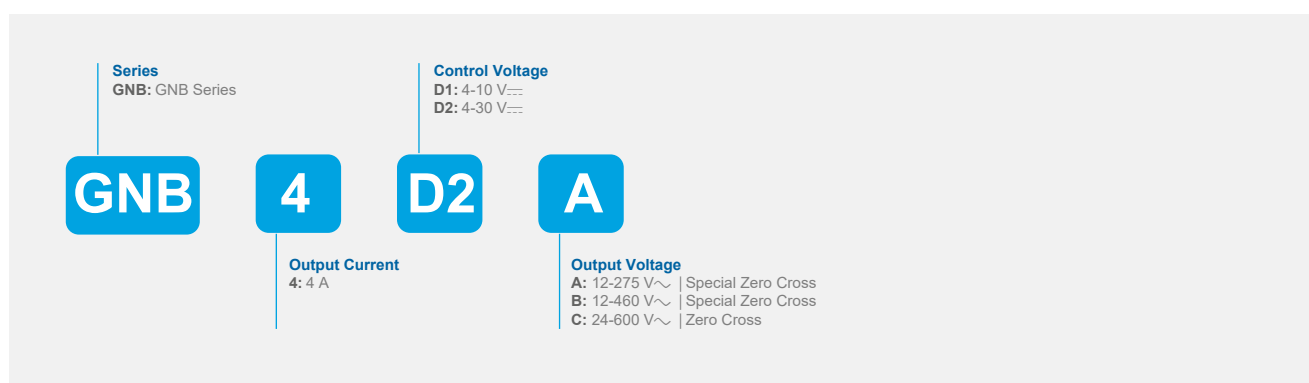 Series
GNB: GNB Series
Control Voltage
D1: 4-10 V⎓
D2: 4-30 V⎓
GNB 4 D2 A
Output Current
4: 4 A
Output Voltage
A: 12-275 V∿ | Special Zero Cross
B: 12-460 V∿ | Special Zero Cross
C: 24-600 V∿ | Zero Cross